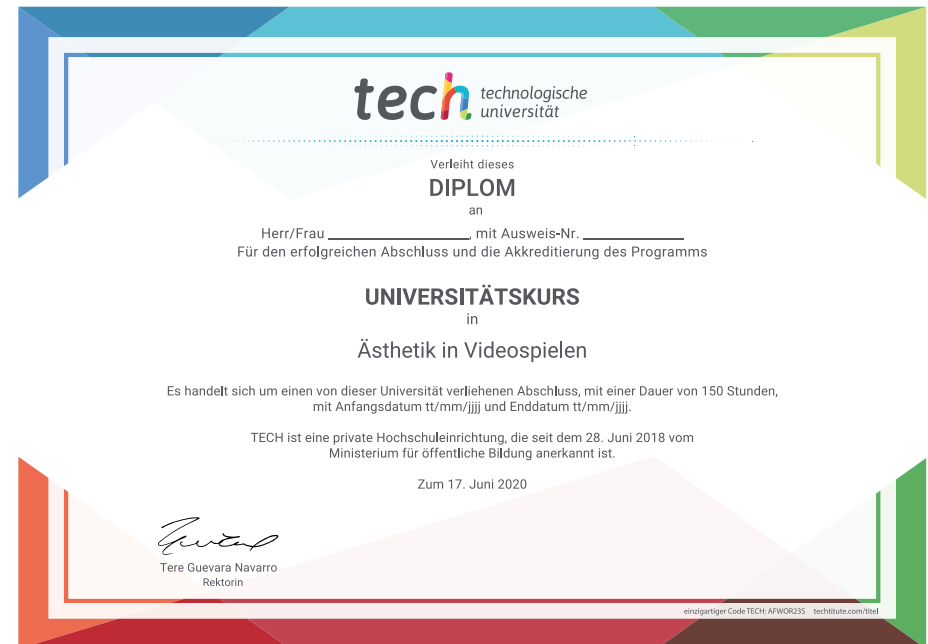 tech technologische
universität
Verleiht dieses
DIPLOM
an
Herr/Frau ____________, mit Ausweis-Nr. ____________
Für den erfolgreichen Abschluss und die Akkreditierung des Programms
UNIVERSITÄTSKURS
in
Ästhetik in Videospielen
Es handelt sich um einen von dieser Universität verliehenen Abschluss, mit einer Dauer von 150 Stunden,
mit Anfangsdatum tt/mm/jjjj und Enddatum tt/mm/jjjj.
TECH ist eine private Hochschuleinrichtung, die seit dem 28. Juni 2018 vom
Ministerium für öffentliche Bildung anerkannt ist.
Zum 17. Juni 2020
Tere Guevara Navarro
Rektorin
einzigartiger Code TECH: AFWOR23S techtitute.com/titel